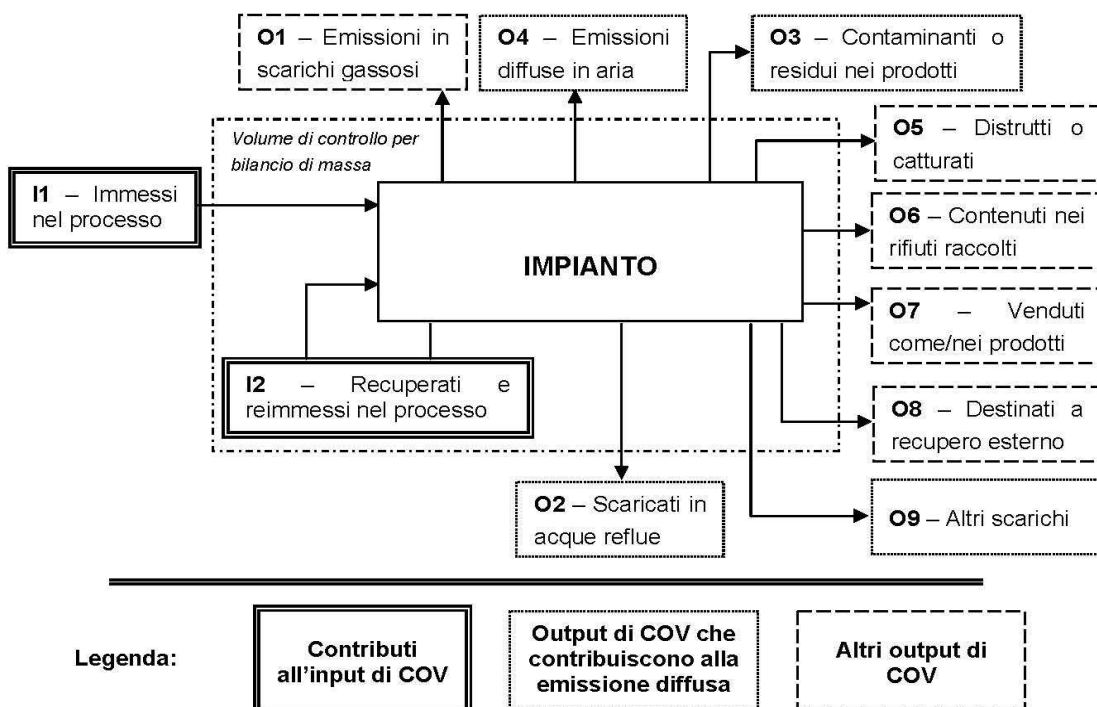 O1 – Emissioni in
scarichi gassosi
O4 – Emissioni
diffuse in aria
O3 – Contaminanti o
residui nei prodotti
Volume di controllo per
bilancio di massa
O5 – Distrutti o
catturati
I1 – Immessi
nel processo
O6 – Contenuti nei
rifiuti raccolti
IMPIANTO
O7 – Venduti
come/nei prodotti
I2 – Recuperati e
reimmessi nel processo
O8 – Destinati a
recupero esterno
O2 – Scaricati in
acque reflue
O9 – Altri scarichi
Legenda:
Contributi
all'input di COV
Output di COV che
contribuiscono alla
emissione diffusa
Altri output di
COV